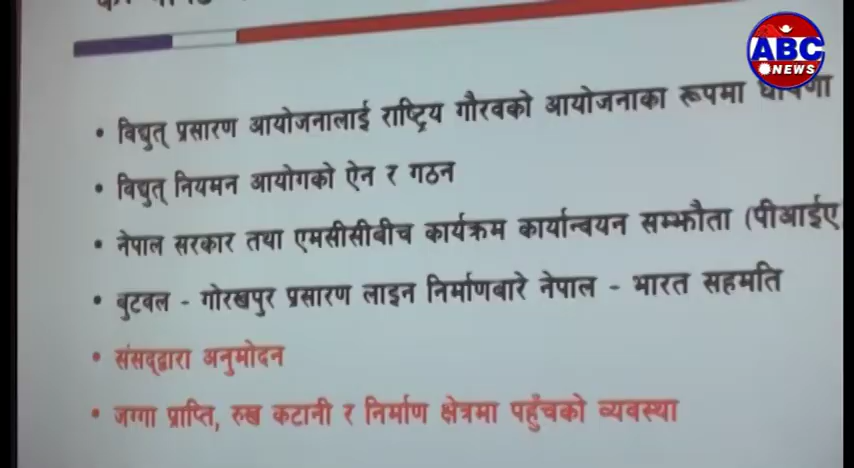 ABC
NEWS
• विद्युत् प्रसारण आयोजनालाई राष्ट्रिय गौरवको आयोजनाका रूपमा
• विद्युत् नियमन आयोगको ऐन र गठन
• नेपाल सरकार तथा एमसीसीबीच कार्यक्रम कार्यान्वयन सम्झौता (पीआईए
• बुटवल - गोरखपुर प्रसारण लाइन निर्माणबारे नेपाल - भारत सहमति
• संसद्द्वारा अनुमोदन
• जग्गा प्राप्ति, रुख कटानी र निर्माण क्षेत्रमा पहुँचको व्यवस्था